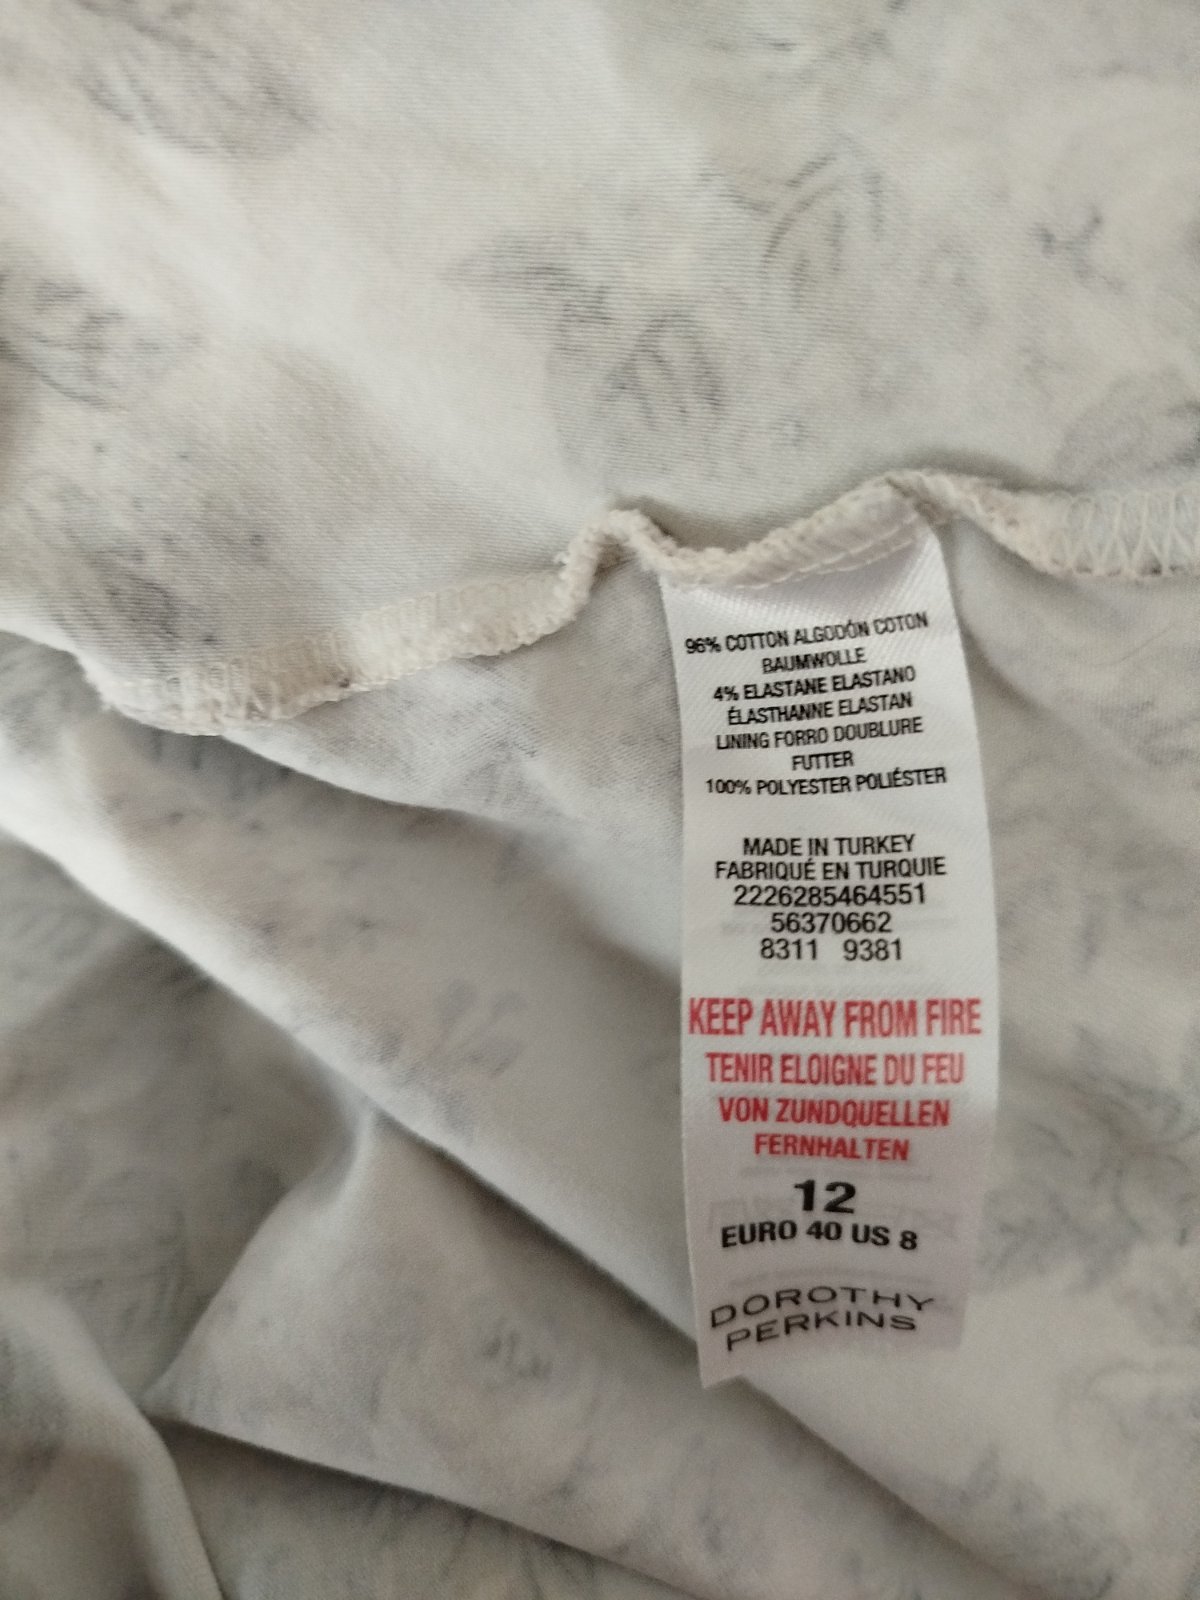 96% COTTON ALGODÓN COTON
BAUMWOLLE
4% ELASTANE ELASTANO
ÉLASTHANNE ELASTAN
LINING FORRO DOUBLURE
FUTTER
100% POLYESTER POLIÉSTER
MADE IN TURKEY
FABRIQUÉ EN TURQUIE
2226285464551
56370662
8311 9381
KEEP AWAY FROM FIRE
TENIR ELOIGNE DU FEU
VON ZUNDQUELLEN
FERNHALTEN
12
EURO 40 US 8
DOROTHY
PERKINS